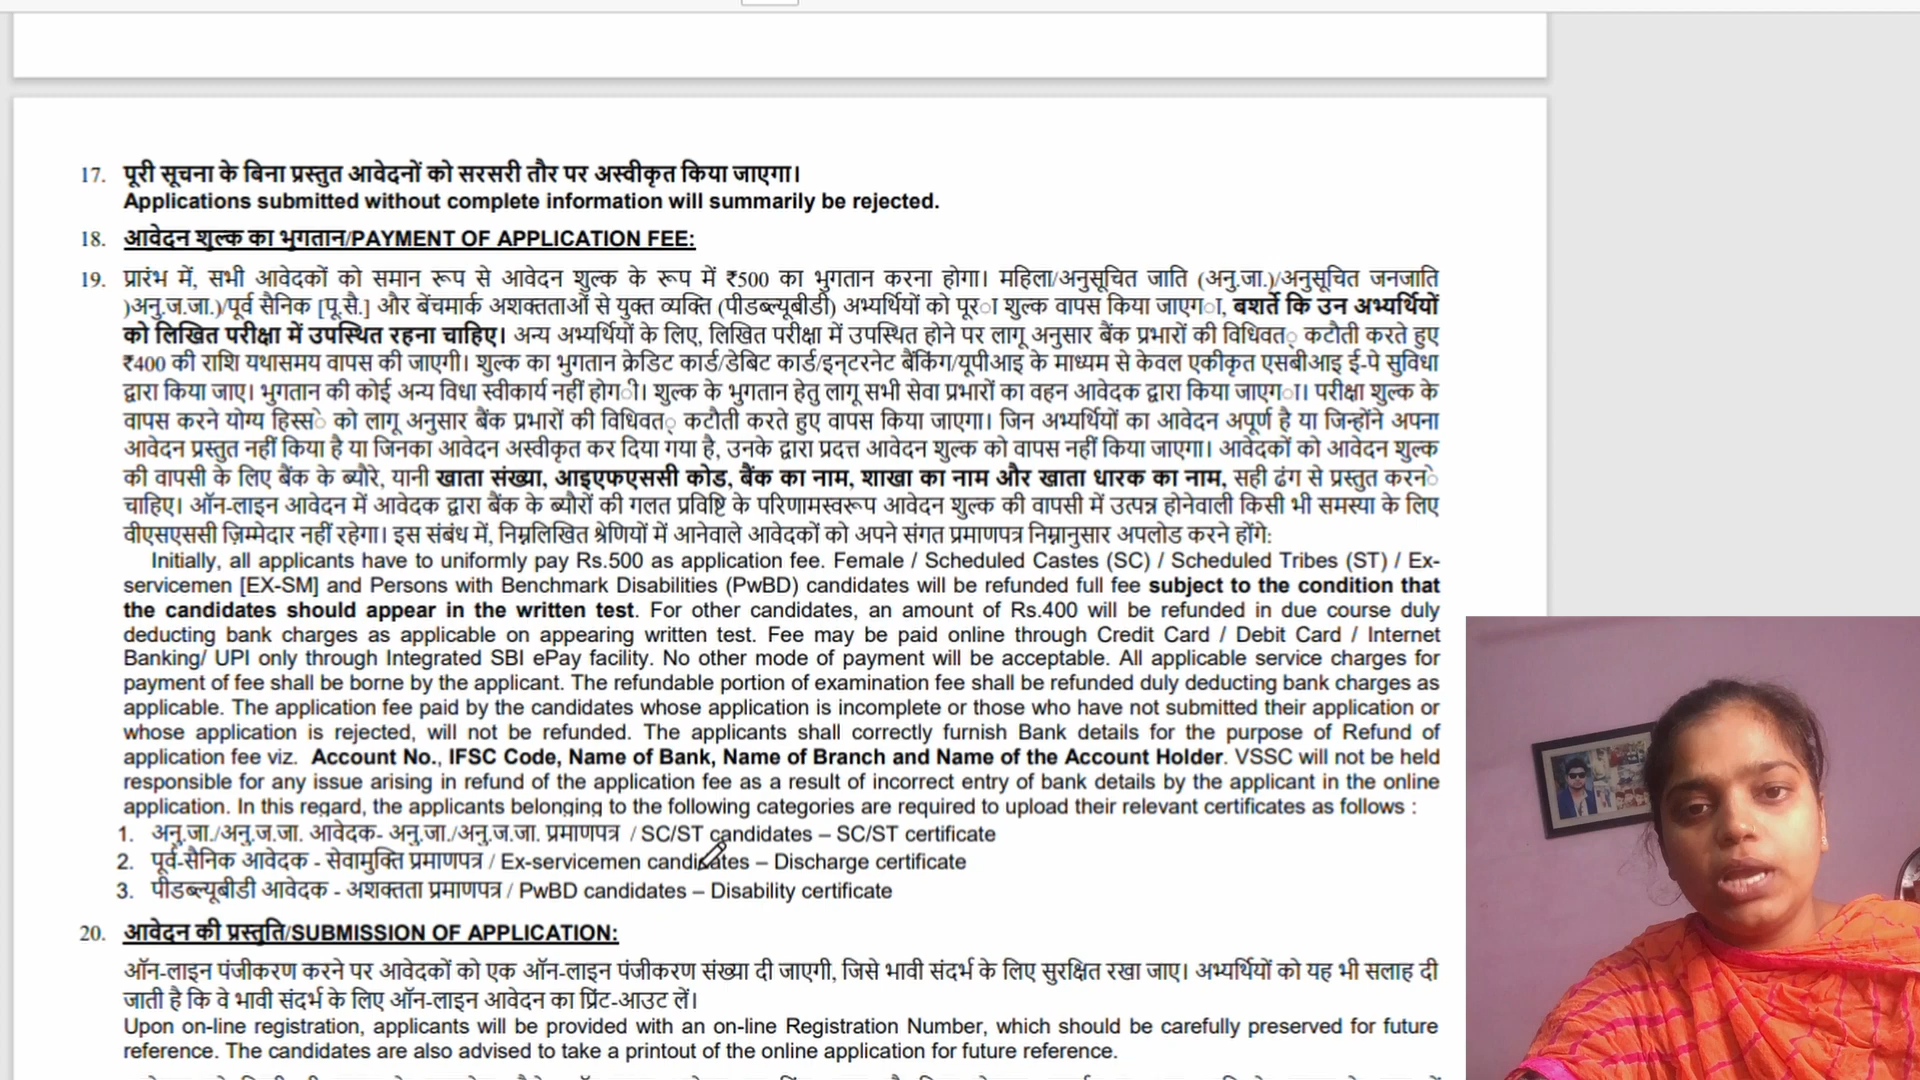 17. पूरी सूचना के बिना प्रस्तुत आवेदनों को सरसरी तौर पर अस्वीकृत किया जाएगा।
Applications submitted without complete information will summarily be rejected.
18. आवेदन शुल्क का भुगतान/PAYMENT OF APPLICATION FEE:
19. प्रारंभ में, सभी आवेदकों को समान रूप से आवेदन शुल्क के रूप में ₹500 का भुगतान करना होगा। महिला/अनुसूचित जाति (अनु.जा.)/अनुसूचित जनजाति
)अनु.ज.जा.)/पूर्व सैनिक [पू.सै.] और बेंचमार्क अशक्तताओं से युक्त व्यक्ति (पीडब्ल्यूबीडी) अभ्यर्थियों को पूरा शुल्क वापस किया जाएगा, बशर्ते कि उन अभ्यर्थियों
को लिखित परीक्षा में उपस्थित रहना चाहिए। अन्य अभ्यर्थियों के लिए, लिखित परीक्षा में उपस्थित होने पर लागू अनुसार बैंक प्रभारों की विधिवत् कटौती करते हुए
₹400 की राशि यथासमय वापस की जाएगी। शुल्क का भुगतान क्रेडिट कार्ड/डेबिट कार्ड/इन्टरनेट बैंकिंग/यूपीआइ के माध्यम से केवल एकीकृत एसबीआइ ई-पे सुविधा
द्वारा किया जाए। भुगतान की कोई अन्य विधा स्वीकार्य नहीं होगी। शुल्क के भुगतान हेतु लागू सभी सेवा प्रभारों का वहन आवेदक द्वारा किया जाएगा। परीक्षा शुल्क के
वापस करने योग्य हिस्से को लागू अनुसार बैंक प्रभारों की विधिवत् कटौती करते हुए वापस किया जाएगा। जिन अभ्यर्थियों का आवेदन अपूर्ण है या जिन्होंने अपना
आवेदन प्रस्तुत नहीं किया है या जिनका आवेदन अस्वीकृत कर दिया गया है, उनके द्वारा प्रदत्त आवेदन शुल्क को वापस नहीं किया जाएगा। आवेदकों को आवेदन शुल्क
की वापसी के लिए बैंक के ब्यौरे, यानी खाता संख्या, आइएफएससी कोड, बैंक का नाम, शाखा का नाम और खाता धारक का नाम, सही ढंग से प्रस्तुत करने
चाहिए। ऑन-लाइन आवेदन में आवेदक द्वारा बैंक के ब्यौरों की गलत प्रविष्टि के परिणामस्वरूप आवेदन शुल्क की वापसी में उत्पन्न होनेवाली किसी भी समस्या के लिए
वीएसएससी ज़िम्मेदार नहीं रहेगा। इस संबंध में, निम्नलिखित श्रेणियों में आनेवाले आवेदकों को अपने संगत प्रमाणपत्र निम्नानुसार अपलोड करने होंगे:
Initially, all applicants have to uniformly pay Rs.500 as application fee. Female / Scheduled Castes (SC) / Scheduled Tribes (ST) / Ex-
servicemen [EX-SM] and Persons with Benchmark Disabilities (PwBD) candidates will be refunded full fee subject to the condition that
the candidates should appear in the written test. For other candidates, an amount of Rs.400 will be refunded in due course duly
deducting bank charges as applicable on appearing written test. Fee may be paid online through Credit Card / Debit Card / Internet
Banking/ UPI only through Integrated SBI ePay facility. No other mode of payment will be acceptable. All applicable service charges for
payment of fee shall be borne by the applicant. The refundable portion of examination fee shall be refunded duly deducting bank charges as
applicable. The application fee paid by the candidates whose application is incomplete or those who have not submitted their application or
whose application is rejected, will not be refunded. The applicants shall correctly furnish Bank details for the purpose of Refund of
application fee viz. Account No., IFSC Code, Name of Bank, Name of Branch and Name of the Account Holder. VSSC will not be held
responsible for any issue arising in refund of the application fee as a result of incorrect entry of bank details by the applicant in the online
application. In this regard, the applicants belonging to the following categories are required to upload their relevant certificates as follows :
1. अनु.जा./अनु.ज.जा. आवेदक- अनु.जा./अनु.ज.जा. प्रमाणपत्र / SC/ST candidates – SC/ST certificate
2. पूर्व-सैनिक आवेदक - सेवामुक्ति प्रमाणपत्र / Ex-servicemen candidates – Discharge certificate
3. पीडब्ल्यूबीडी आवेदक - अशक्तता प्रमाणपत्र / PwBD candidates – Disability certificate
20. आवेदन की प्रस्तुति/SUBMISSION OF APPLICATION:
ऑन-लाइन पंजीकरण करने पर आवेदकों को एक ऑन-लाइन पंजीकरण संख्या दी जाएगी, जिसे भावी संदर्भ के लिए सुरक्षित रखा जाए। अभ्यर्थियों को यह भी सलाह दी
जाती है कि वे भावी संदर्भ के लिए ऑन-लाइन आवेदन का प्रिंट-आउट लें।
Upon on-line registration, applicants will be provided with an on-line Registration Number, which should be carefully preserved for future
reference. The candidates are also advised to take a printout of the online application for future reference.